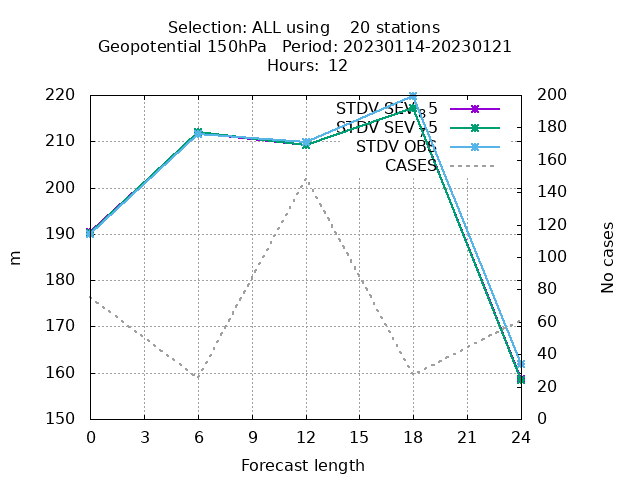 Selection: ALL using 20 stations
Geopotential 150hPa Period: 20230114-20230121
Hours: 12
220 200
STDV SEV 5
210 180
STDV SEV 5
STDV OBS
160
CASES
200 140
190 120
100
180 80
170 60
160 40
20
150 0
m
No cases
0 3 6 9 12 15 18 21 24
Forecast length